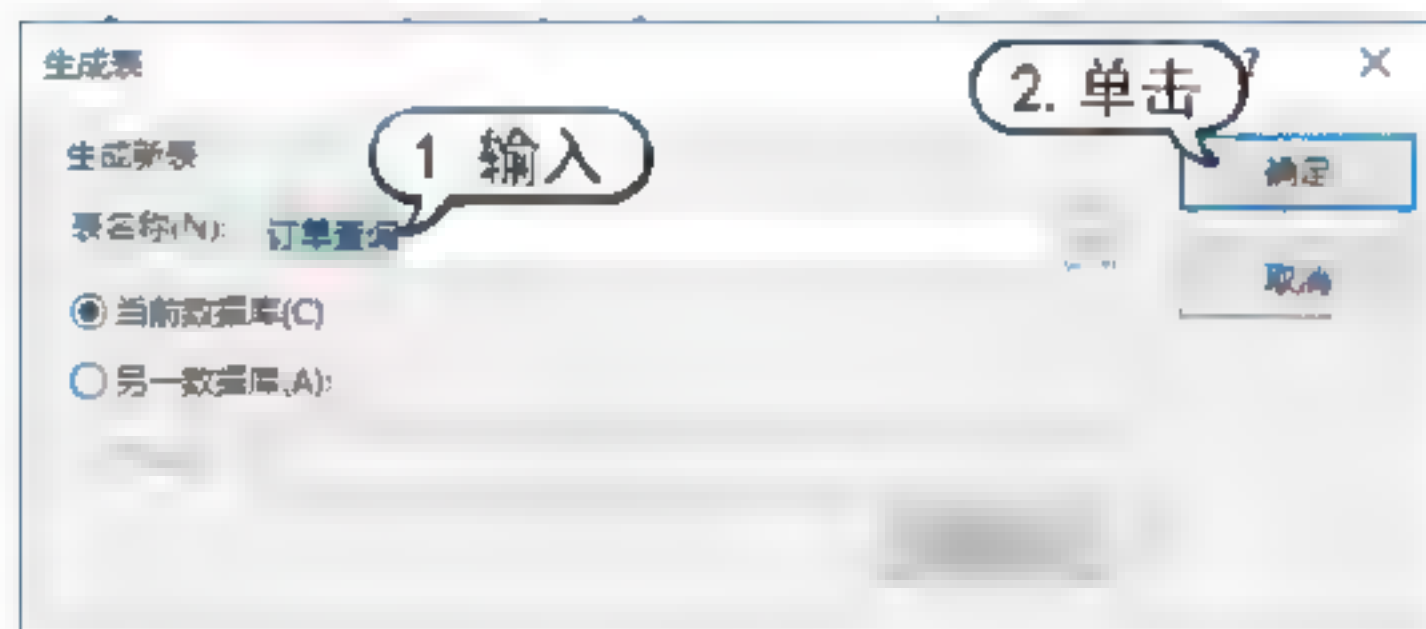 生成表
2. 单击
?
×
1 输入
生成新表
确定
表名称(N):
订单查询
取消
当前数据库(C)
另一数据库(A):